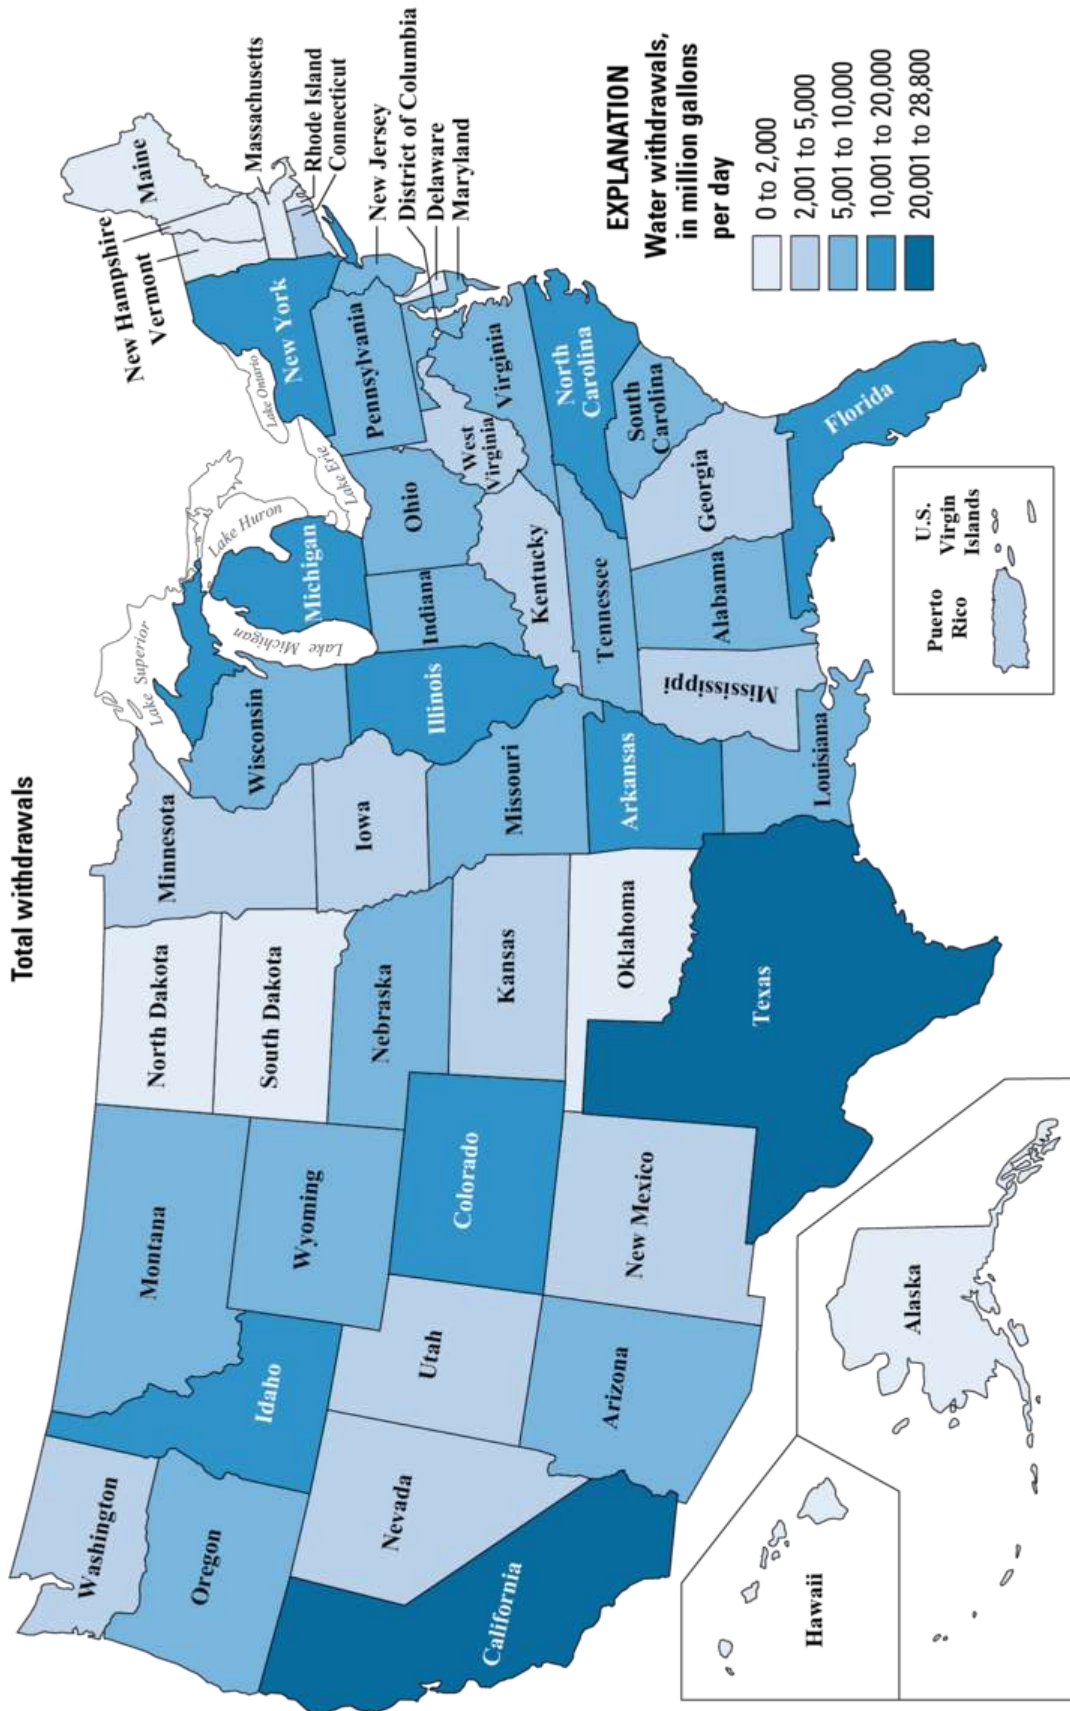 Total withdrawals
Washington
Oregon
California
Nevada
Idaho
Montana
Wyoming
Utah
Arizona
Colorado
New Mexico
North Dakota
South Dakota
Nebraska
Kansas
Oklahoma
Texas
Minnesota
Iowa
Missouri
Arkansas
Louisiana
Wisconsin
Illinois
Michigan
Indiana
Ohio
Kentucky
Tennessee
Mississippi
Alabama
Georgia
Florida
South
Carolina
North
Carolina
Virginia
West
Virginia
Pennsylvania
New York
Vermont
New Hampshire
Maine
Massachusetts
Rhode Island
Connecticut
New Jersey
District of Columbia
Delaware
Maryland
Lake Superior
Lake Michigan
Lake Huron
Lake Erie
Lake Ontario
Hawaii
Alaska
Puerto
Rico
U.S.
Virgin
Islands
EXPLANATION
Water withdrawals,
in million gallons
per day
0 to 2,000
2,001 to 5,000
5,001 to 10,000
10,001 to 20,000
20,001 to 28,800